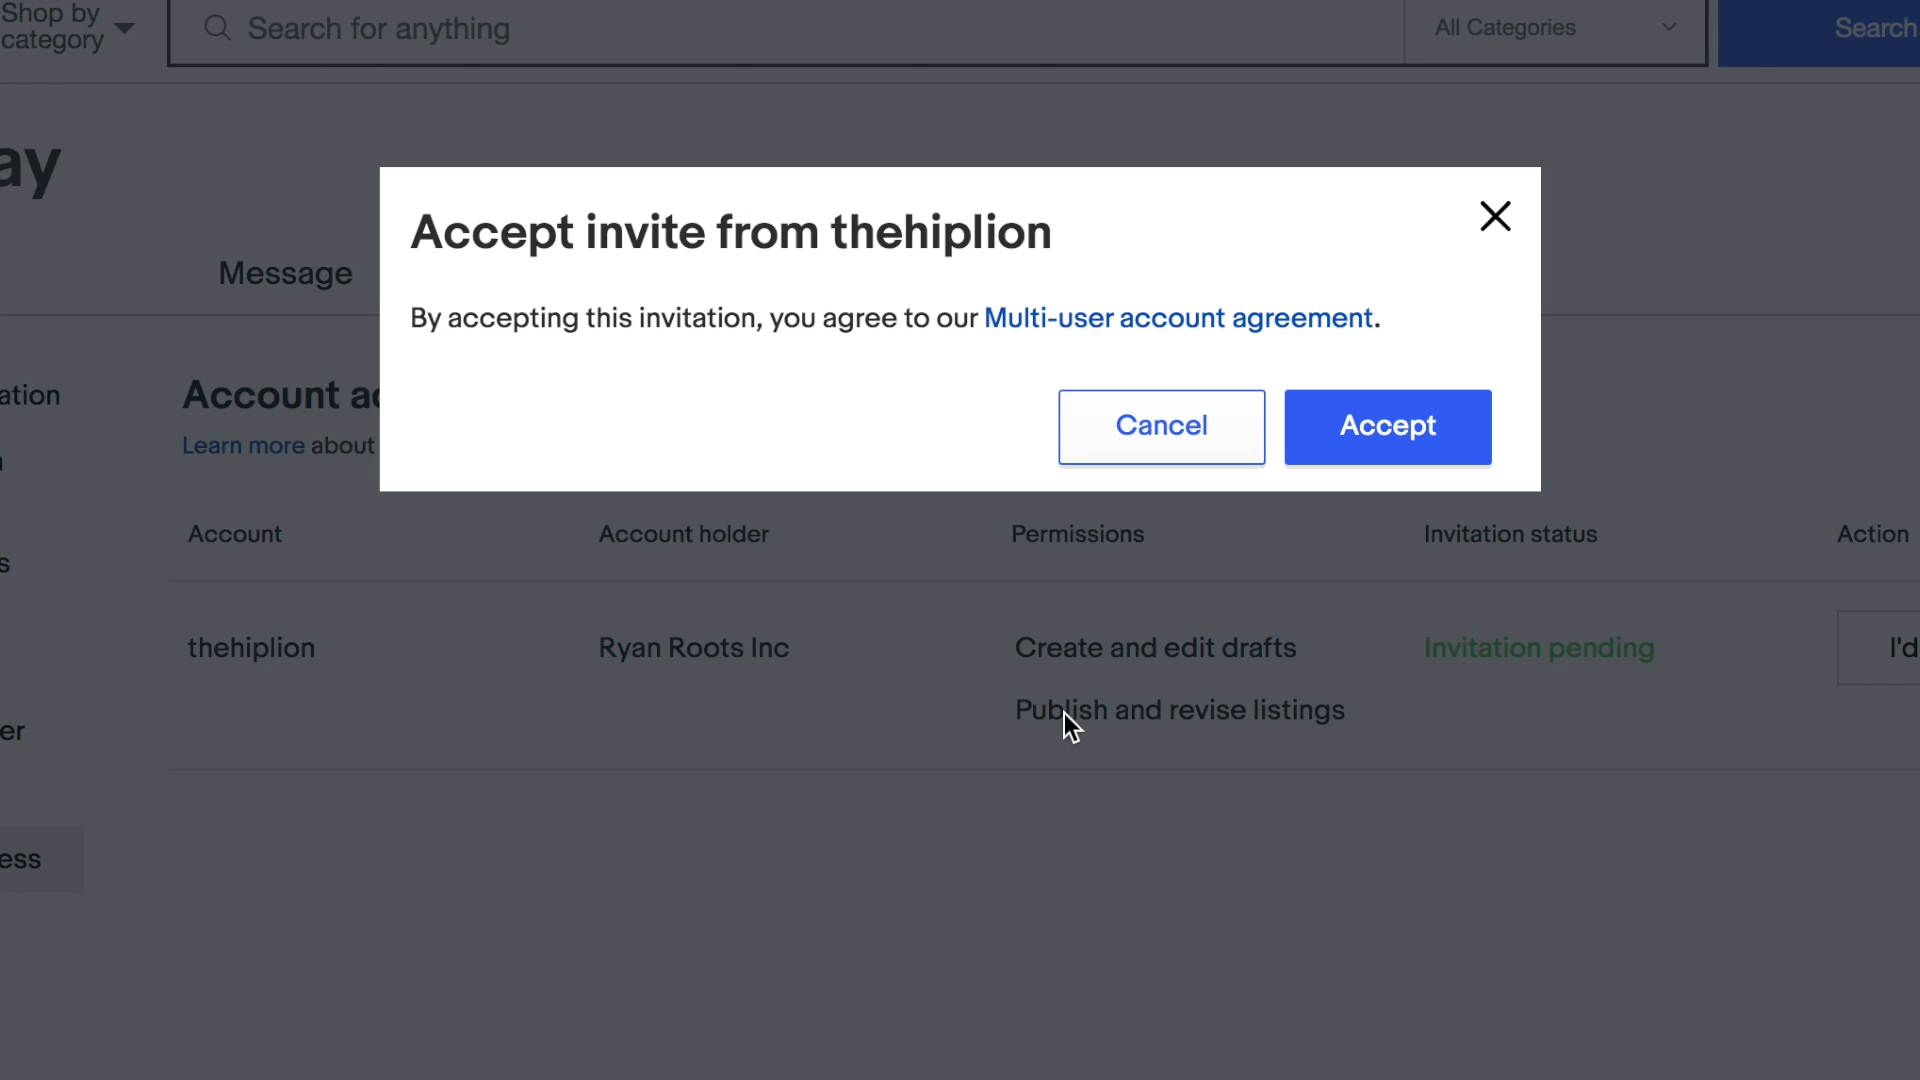 Shop by
category
Search for anything
All Categories
Search
ay
Accept invite from thehiplion
By accepting this invitation, you agree to our Multi-user account agreement.
Cancel
Accept
Message
ation
Account ac
Learn more about
s
er
ess
Account
Account holder
Permissions
Invitation status
Action
thehiplion
Ryan Roots Inc
Create and edit drafts
Invitation pending
I'd
Publish and revise listings